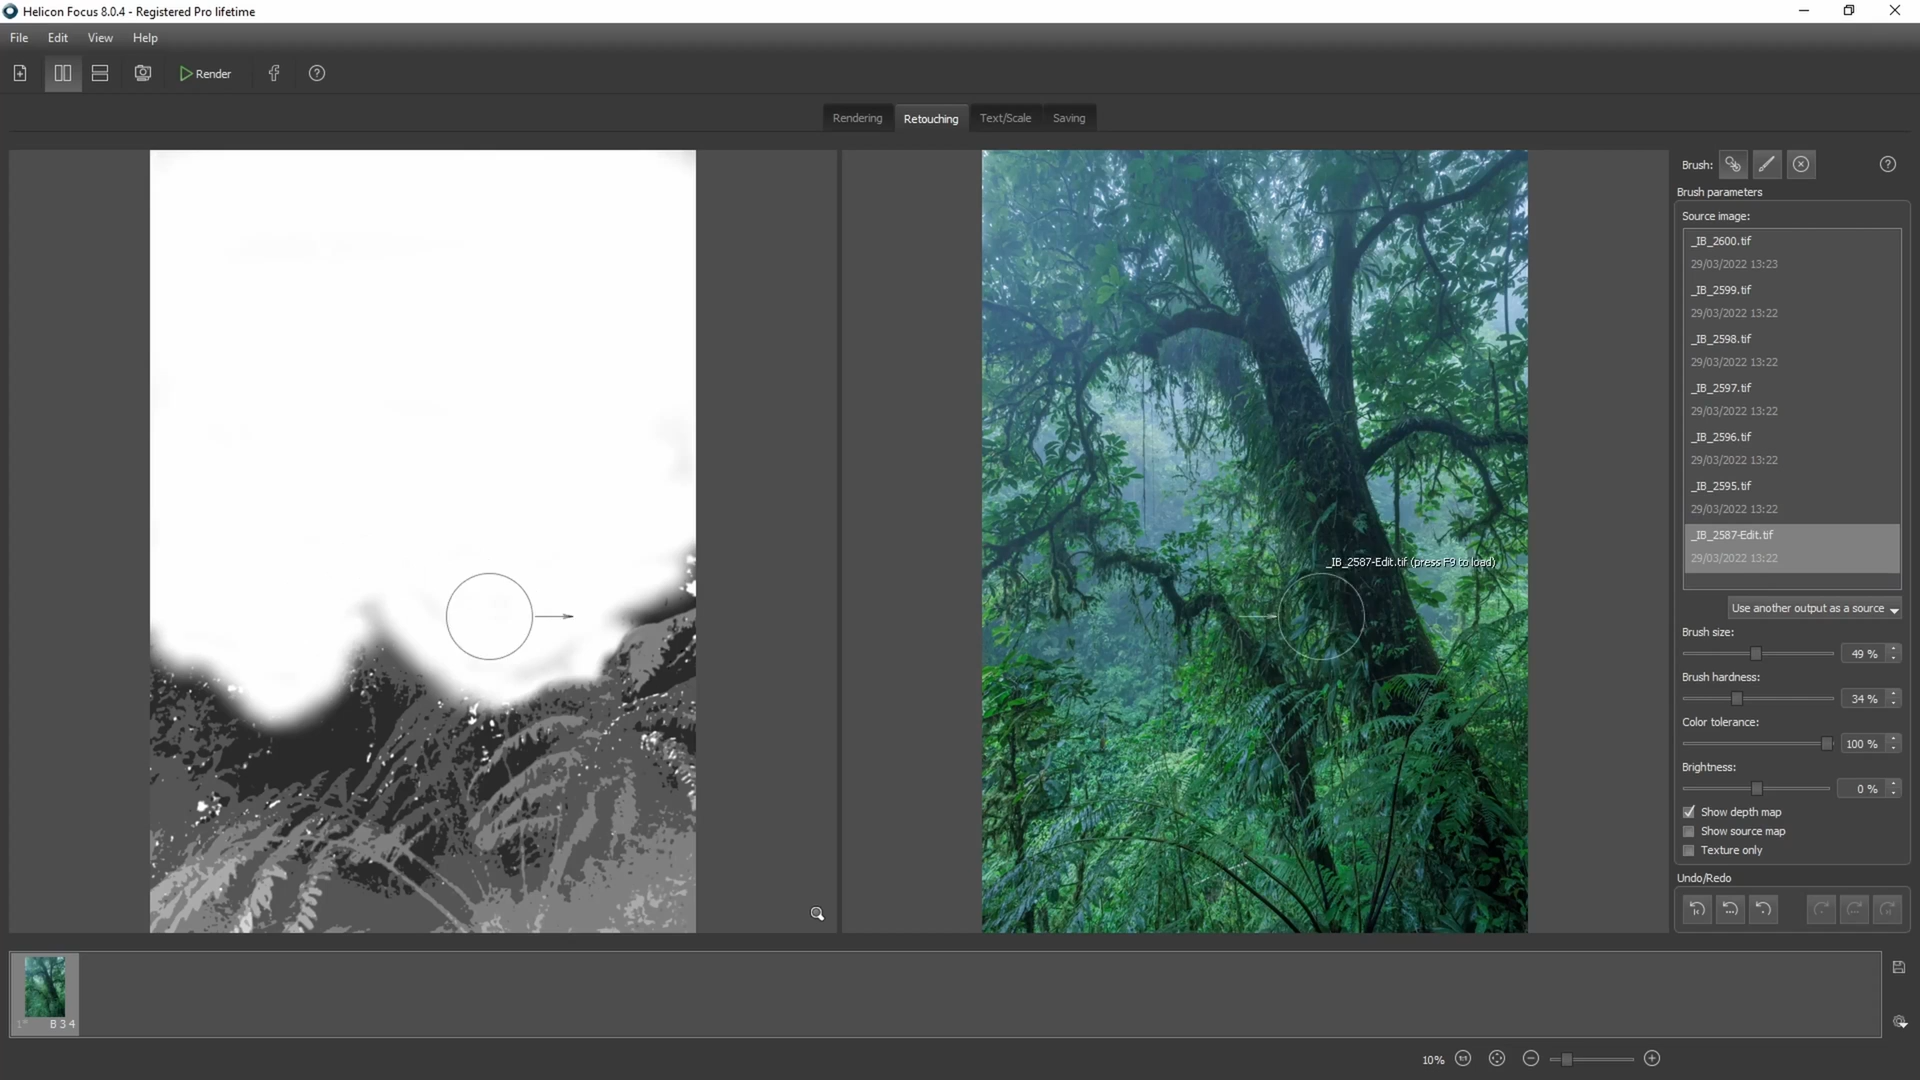 Helicon Focus 8.0.4 - Registered Pro lifetime
File Edit View Help
Render
Rendering Retouching Text/Scale Saving
Brush:
Brush parameters
Source image:
_IB_2600.tif
29/03/2022 13:23
_IB_2599.tif
29/03/2022 13:22
_IB_2598.tif
29/03/2022 13:22
_IB_2597.tif
29/03/2022 13:22
_IB_2596.tif
29/03/2022 13:22
_IB_2595.tif
29/03/2022 13:22
_IB_2587-Edit.tif
29/03/2022 13:22
_IB_2587-Edit.tif (press F9 to load)
Use another output as a source
Brush size:
49 %
Brush hardness:
34 %
Color tolerance:
100 %
Brightness:
0 %
Show depth map
Show source map
Texture only
Undo/Redo
B 3 4
10%